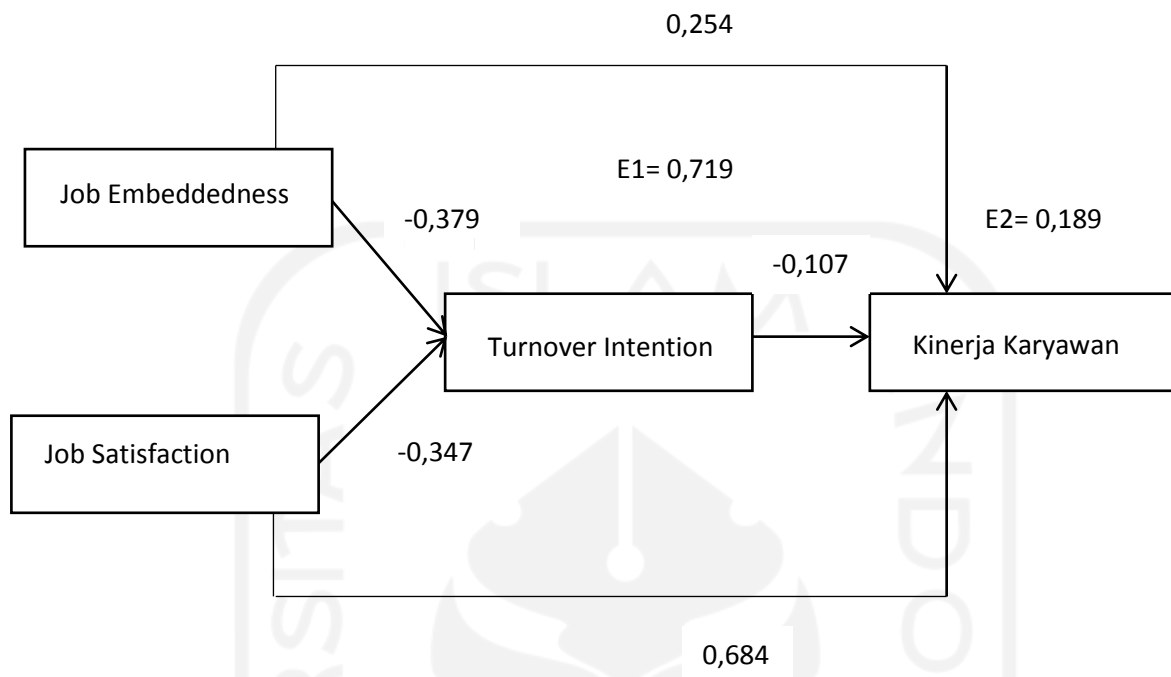 0,254
Job Embeddedness
E1= 0,719
-0,379
E2= 0,189
-0,107
ISLAM
Turnover Intention
Kinerja Karyawan
Job Satisfaction
-0,347
0,684